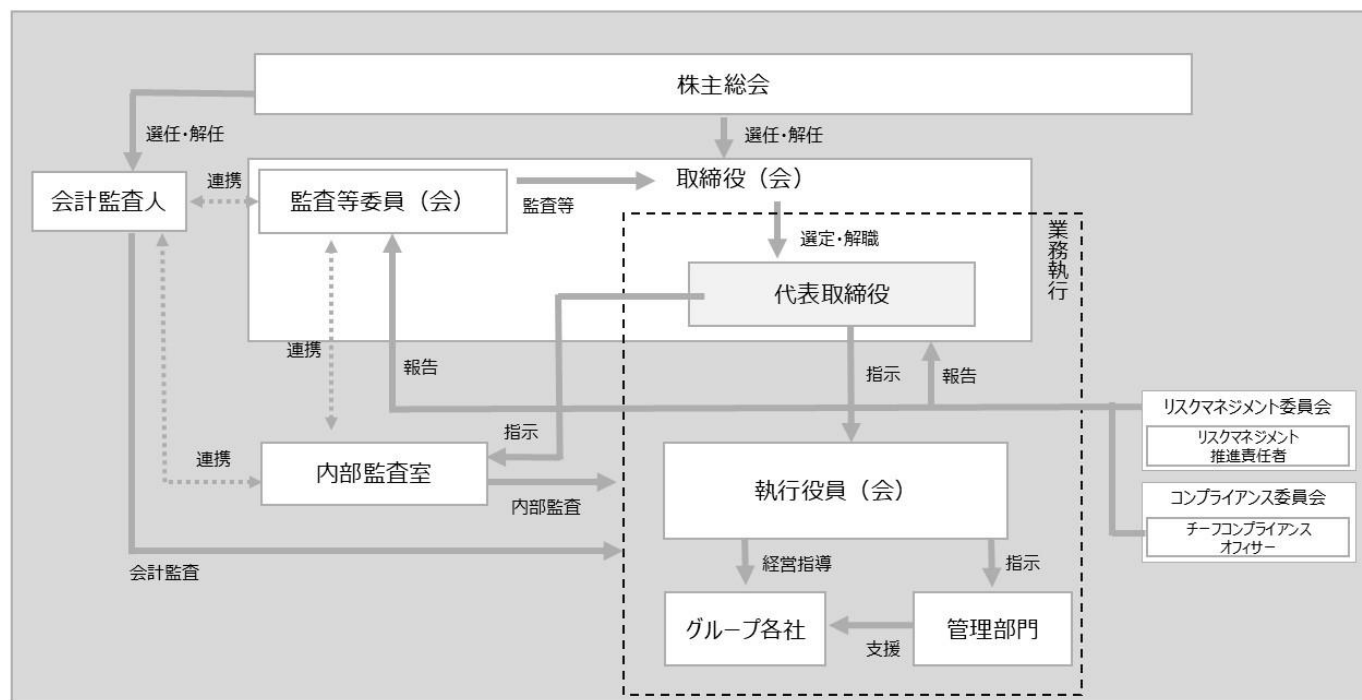 株主総会
選任・解任
選任・解任
会計監査人
連携
監査等委員（会）
監査等
取締役（会）
選定・解職
業務執行
代表取締役
連携
報告
指示
報告
リスクマネジメント委員会
リスクマネジメント
推進責任者
連携
指示
内部監査室
内部監査
執行役員（会）
コンプライアンス委員会
チーフコンプライアンス
オフィサー
会計監査
経営指導
指示
グループ各社
支援
管理部門